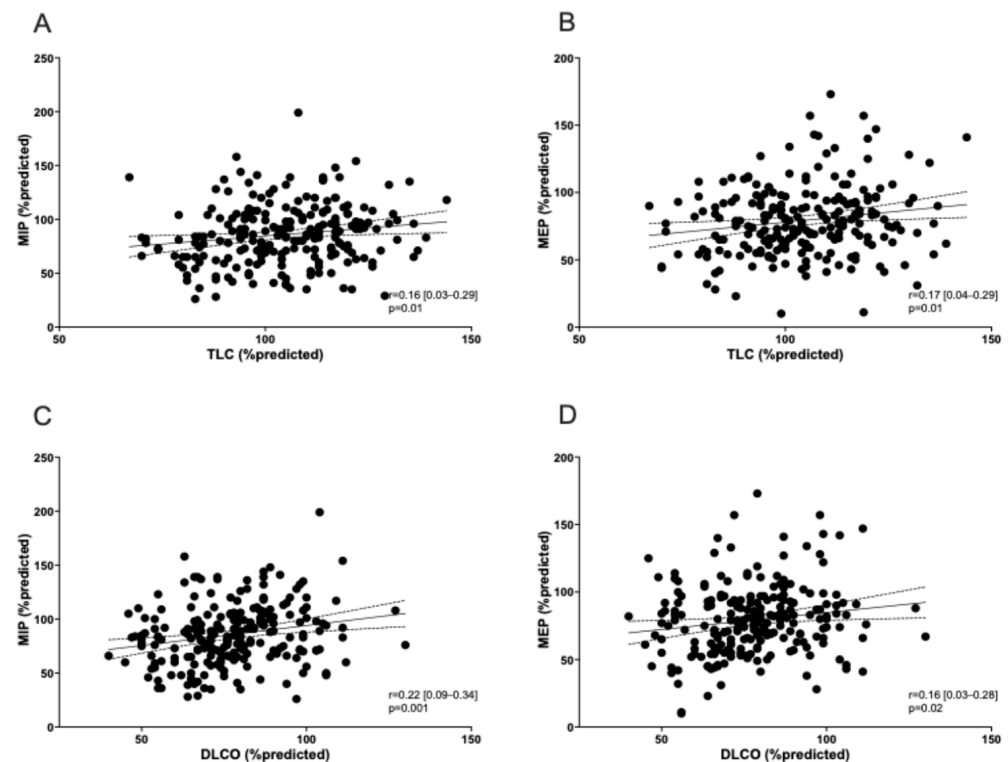 A
250
200
150
100
50
0
MIP (%predicted)
r=0.16 [0.03–0.29]
p=0.01
50
100
150
TLC (%predicted)
B
200
150
100
50
0
MEP (%predicted)
r=0.17 [0.04–0.29]
p=0.01
50
100
150
TLC (%predicted)
C
250
200
150
100
50
0
MIP (%predicted)
r=0.22 [0.09–0.34]
p=0.001
50
100
150
DLCO (%predicted)
D
200
150
100
50
0
MEP (%predicted)
r=0.16 [0.03–0.28]
p=0.02
50
100
150
DLCO (%predicted)